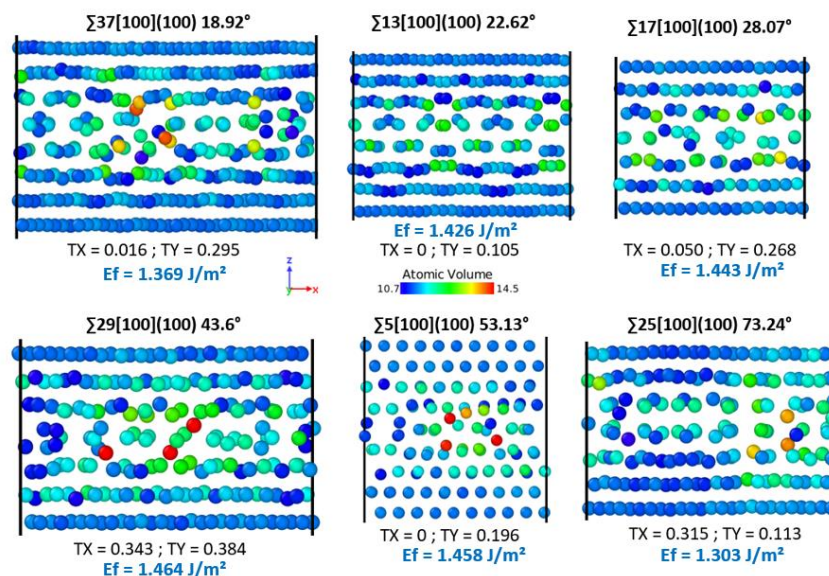 ∑37[100](100) 18.92°
∑13[100](100) 22.62°
∑17[100](100) 28.07°
TX = 0.016 ; TY = 0.295
Ef = 1.369 J/m²
Ef = 1.426 J/m²
TX = 0 ; TY = 0.105
TX = 0.050 ; TY = 0.268
Ef = 1.443 J/m²
z
y
x
Atomic Volume
10.7
14.5
∑29[100](100) 43.6°
∑5[100](100) 53.13°
∑25[100](100) 73.24°
TX = 0.343 ; TY = 0.384
Ef = 1.464 J/m²
TX = 0 ; TY = 0.196
Ef = 1.458 J/m²
TX = 0.315 ; TY = 0.113
Ef = 1.303 J/m²